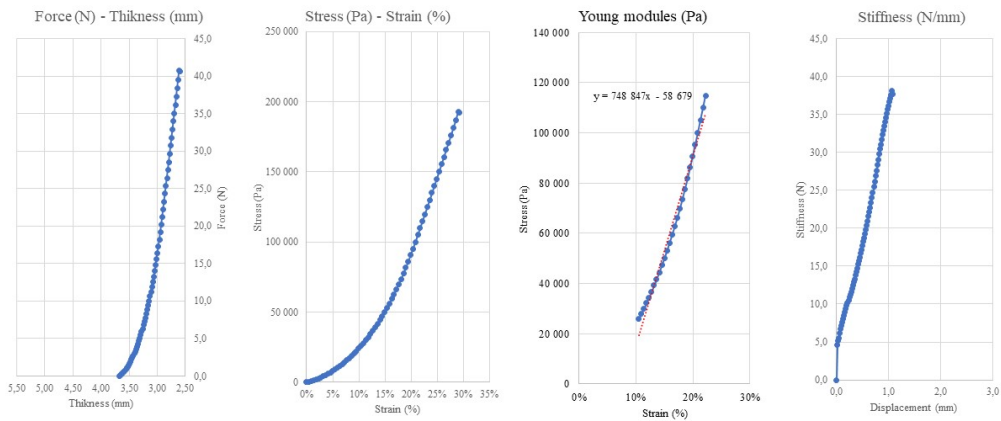 Force (N) - Thikness (mm)
45,0
40,0
35,0
30,0
25,0
20,0
15,0
10,0
5,0
0,0
Force (N)
5,50 5,00 4,50 4,00 3,50 3,00 2,50
Thikness (mm)
Stress (Pa) - Strain (%)
250 000
200 000
150 000
100 000
50 000
0
Stress (Pa)
0% 5% 10% 15% 20% 25% 30% 35%
Strain (%)
Young modules (Pa)
140 000
120 000
100 000
80 000
60 000
40 000
20 000
0
y = 748 847x - 58 679
Stress (Pa)
0% 10% 20% 30%
Strain (%)
Stiffness (N/mm)
45,0
40,0
35,0
30,0
25,0
20,0
15,0
10,0
5,0
0,0
Stiffness (N)
0,0 1,0 2,0 3,0
Displacement (mm)